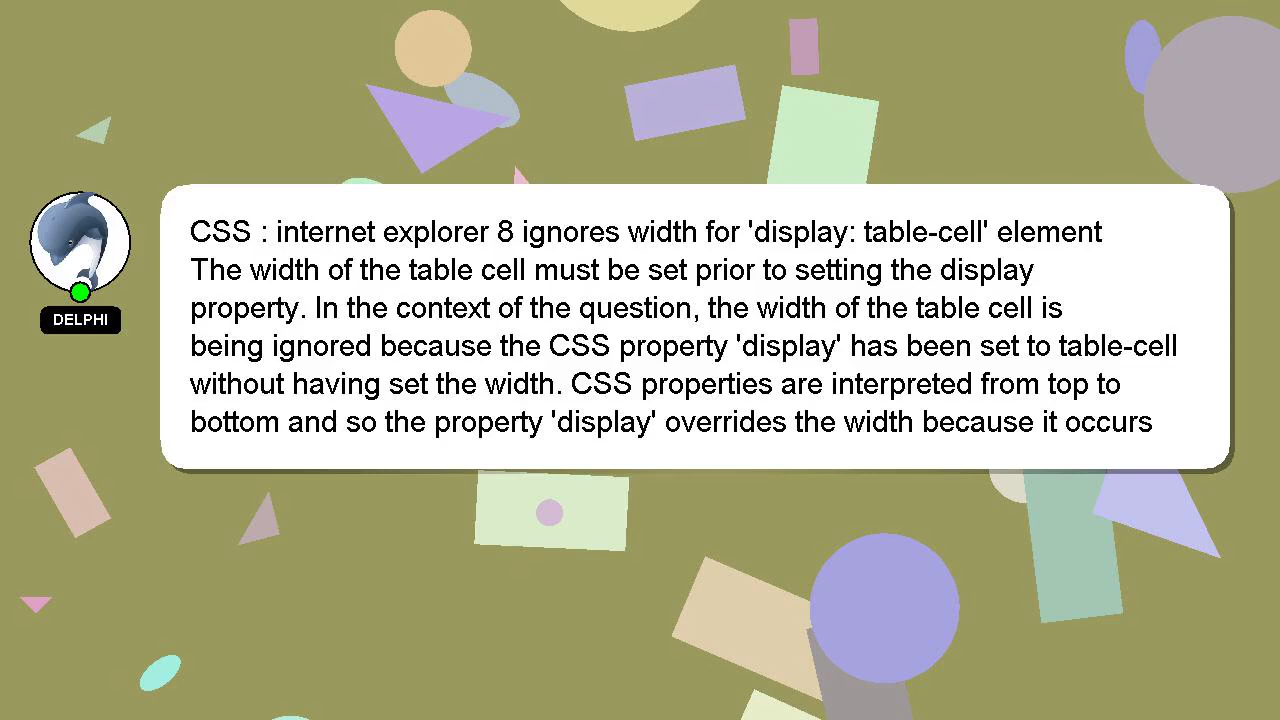 CSS : internet explorer 8 ignores width for 'display: table-cell' element
The width of the table cell must be set prior to setting the display
property. In the context of the question, the width of the table cell is
being ignored because the CSS property 'display' has been set to table-cell
without having set the width. CSS properties are interpreted from top to
bottom and so the property 'display' overrides the width because it occurs
DELPHI